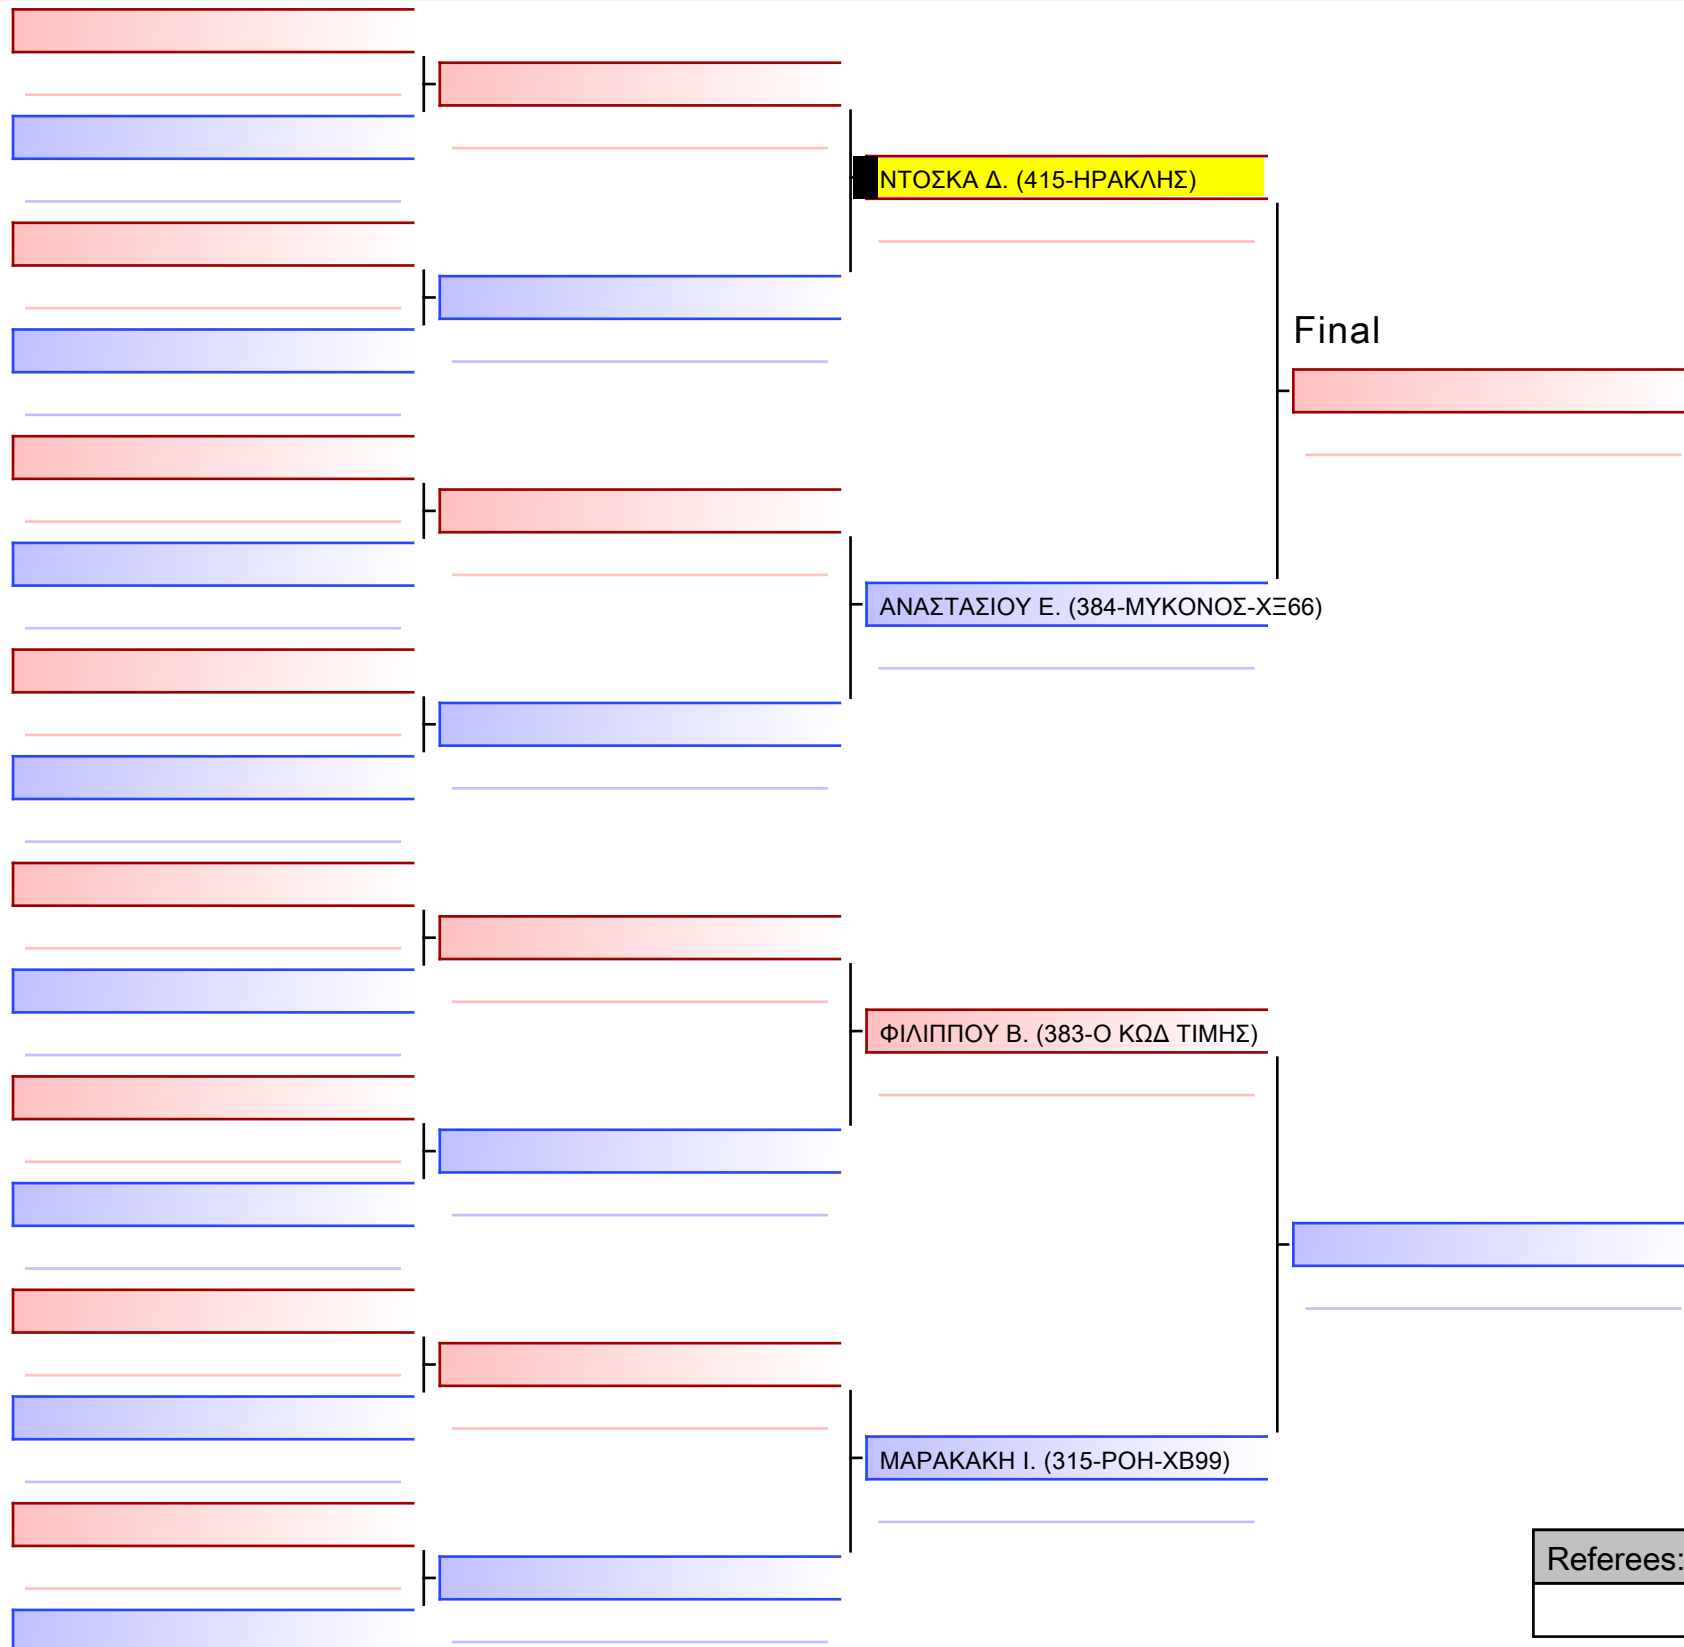 ΝΤΟΣΚΑ Δ. (415-ΗΡΑΚΛΗΣ)
Final
ΑΝΑΣΤΑΣΙΟΥ Ε. (384-ΜΥΚΟΝΟΣ-ΧΞ66)
ΦΙΛΙΠΠΟΥ Β. (383-Ο ΚΩΔ ΤΙΜΗΣ)
ΜΑΡΑΚΑΚΗ Ι. (315-ΡΟΗ-ΧΒ99)
Referees: